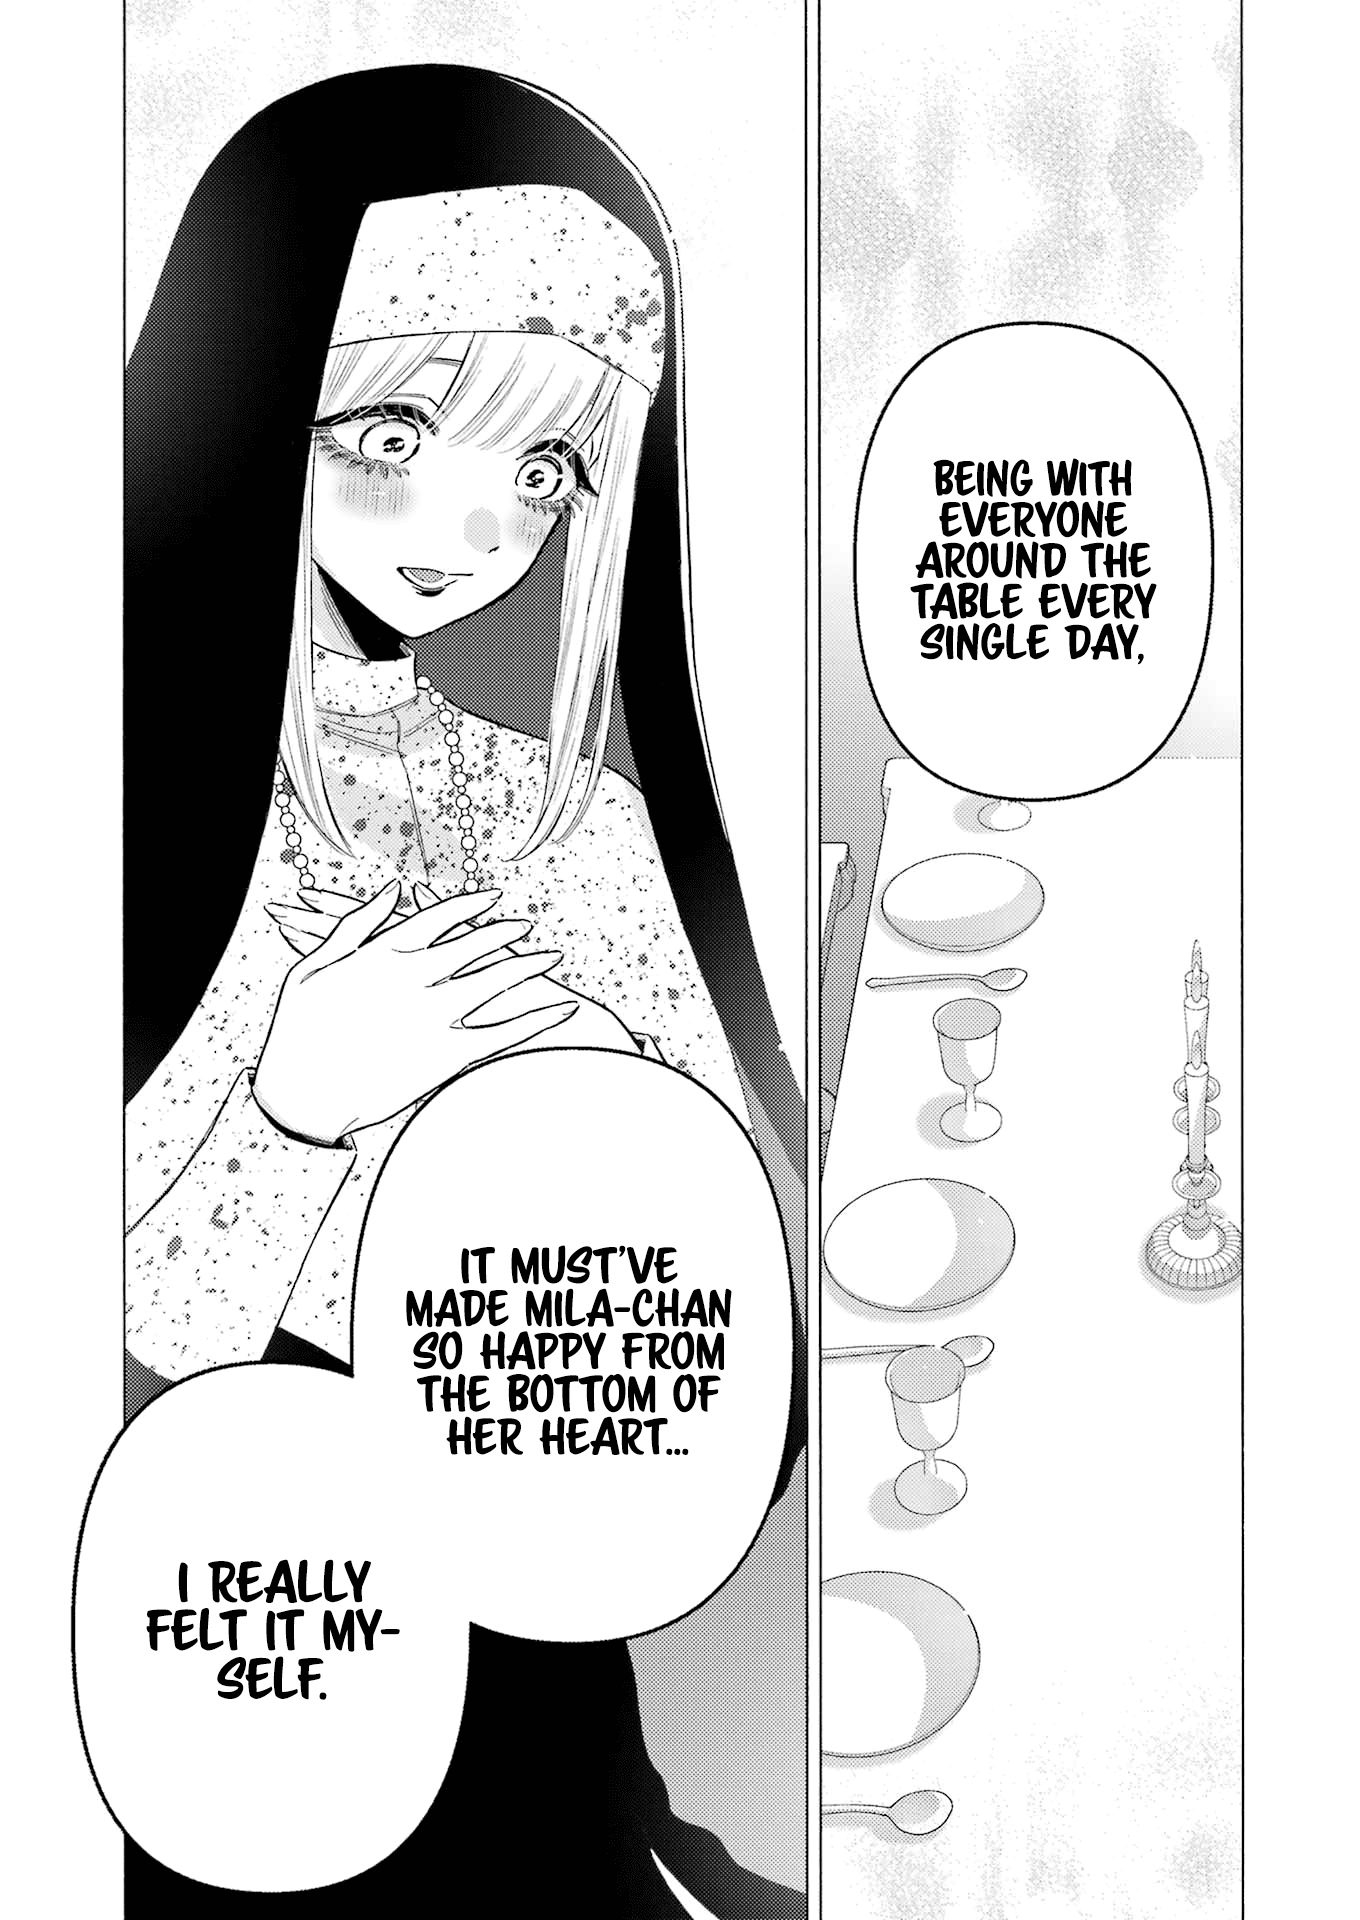 BEING WITH
EVERYONE
AROUND THE
TABLE EVERY
SINGLE DAY,
IT MUST'VE
MADE MILA-CHAN
SO HAPPY FROM
THE BOTTOM OF
HER HEART...
I REALLY
FELT IT MY-
SELF.